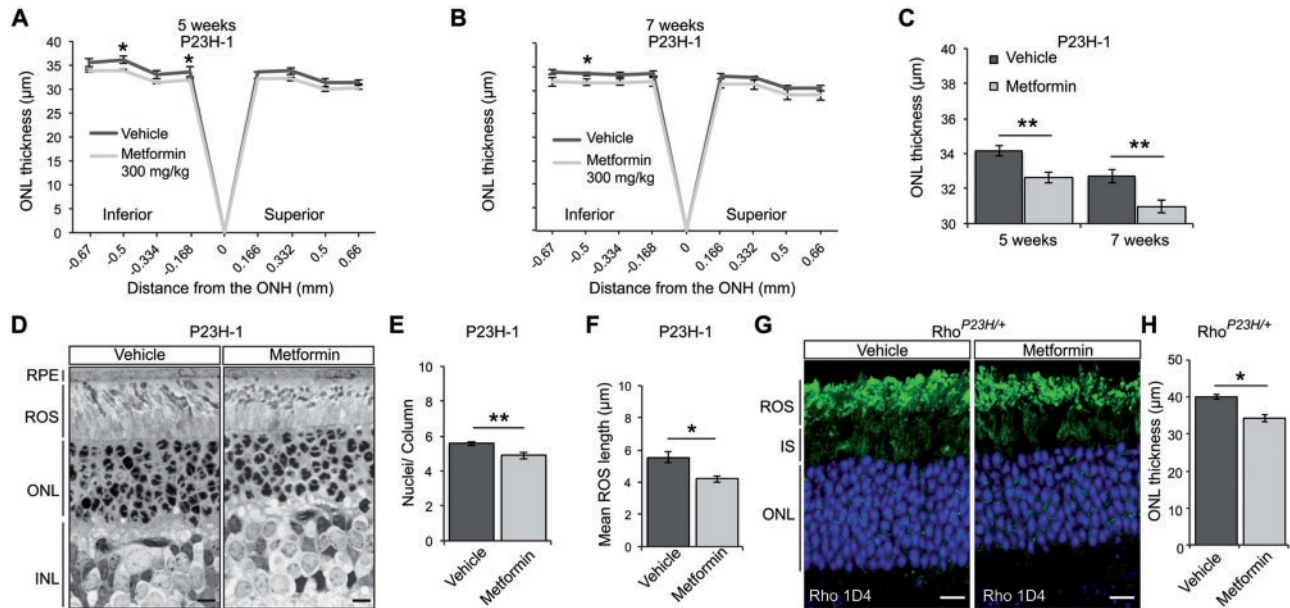 A
5 weeks
P23H-1
ONL thickness (µm)
40
35
30
25
20
15
10
5
0
* *
Vehicle
Metformin
300 mg/kg
Inferior
Superior
-0.67 -0.5 -0.334 -0.168 0 0.166 0.332 0.5 0.66
Distance from the ONH (mm)
B
7 weeks
P23H-1
ONL thickness (µm)
*
Vehicle
Metformin
300 mg/kg
Inferior
Superior
-0.67 -0.5 -0.334 -0.168 0 0.166 0.332 0.5 0.66
Distance from the ONH (mm)
C
P23H-1
ONL thickness (µm)
40
38
36
34
32
30
Vehicle
Metformin
** **
5 weeks 7 weeks
D
P23H-1
Vehicle Metformin
RPE
ROS
ONL
INL
E
P23H-1
Nuclei/ Column
10
8
6
4
2
0
**
Vehicle
Metformin
F
P23H-1
Mean ROS length (µm)
10
8
6
4
2
0
*
Vehicle
Metformin
G
Rho P23H/+
Vehicle Metformin
ROS
IS
ONL
Rho 1D4 Rho 1D4
H
Rho P23H/+
ONL thickness (µm)
50
40
30
20
10
0
*
Vehicle
Metformin